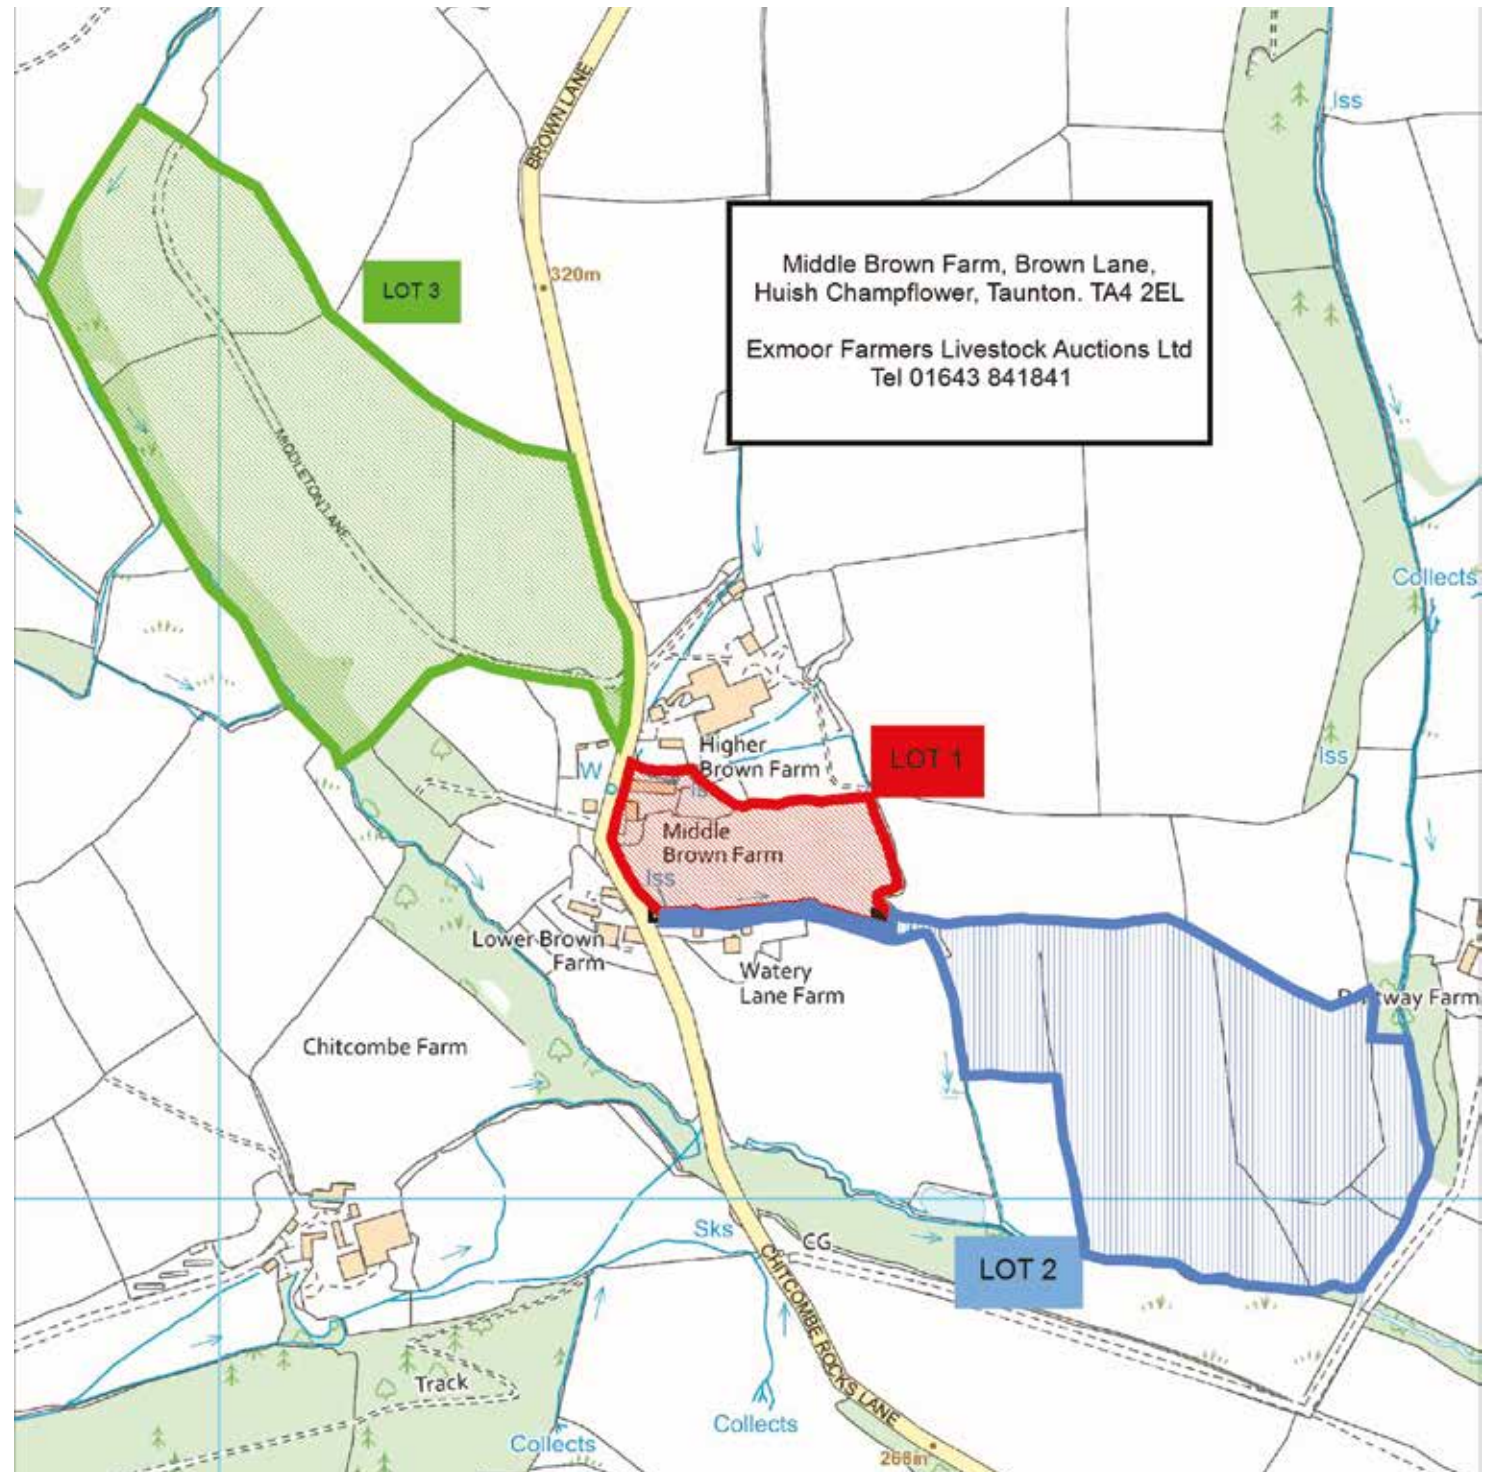 Iss
BROWN LANE
Middle Brown Farm, Brown Lane,
Huish Champflower, Taunton. TA4 2EL
Exmoor Farmers Livestock Auctions Ltd
Tel 01643 841841
320m
LOT 3
MIDDLETON LANE
Collects
LOT 1
Higher
Brown Farm
Iss
W
Middle
Brown Farm
Iss
Lower Brown
Farm
Watery
Lane Farm
way Farm
Chitcombe Farm
Sks
CG
LOT 2
CHITCOMBE ROCKS LANE
Track
Collects
Collects
268m